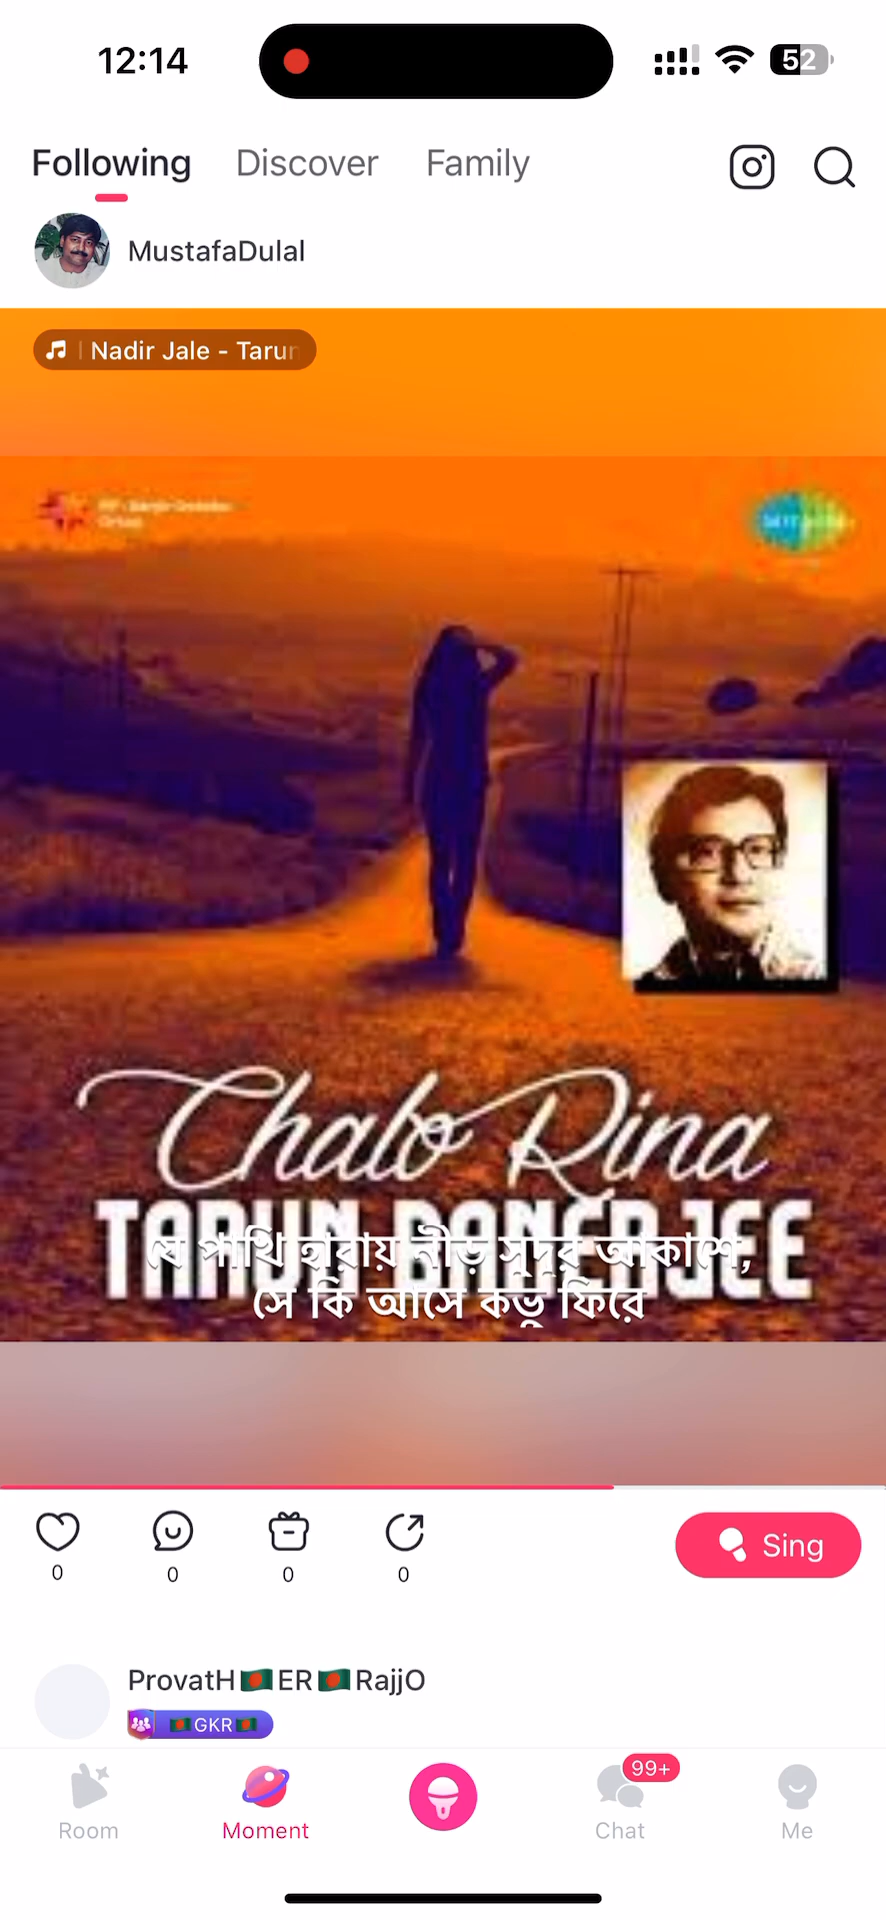 12:14
52
Following Discover Family
MustafaDulal
Nadir Jale - Tarun
Chalo Rina
TARUN BANERJEE
যে পাখি হারায় নীড় সুদূর আকাশে,
সে কি আসে কভু ফিরে
0 0 0 0
Sing
ProvatH🇧🇩ER🇧🇩RajjO
🇧🇩GKR🇧🇩
99+
Room Moment Chat Me